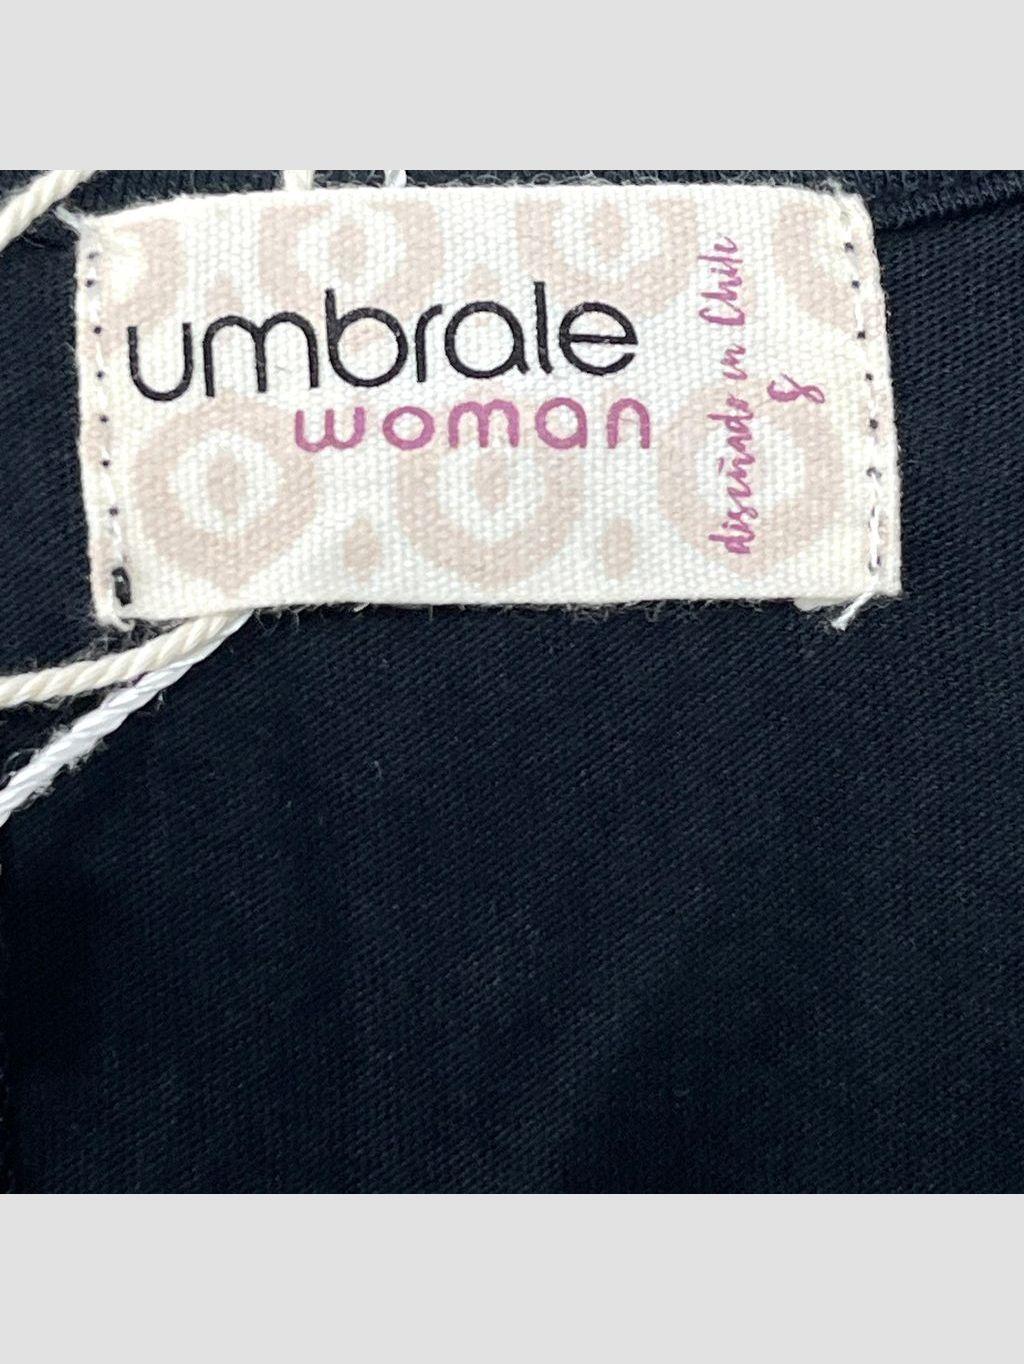 umbrale
woman
diseñado en Chile